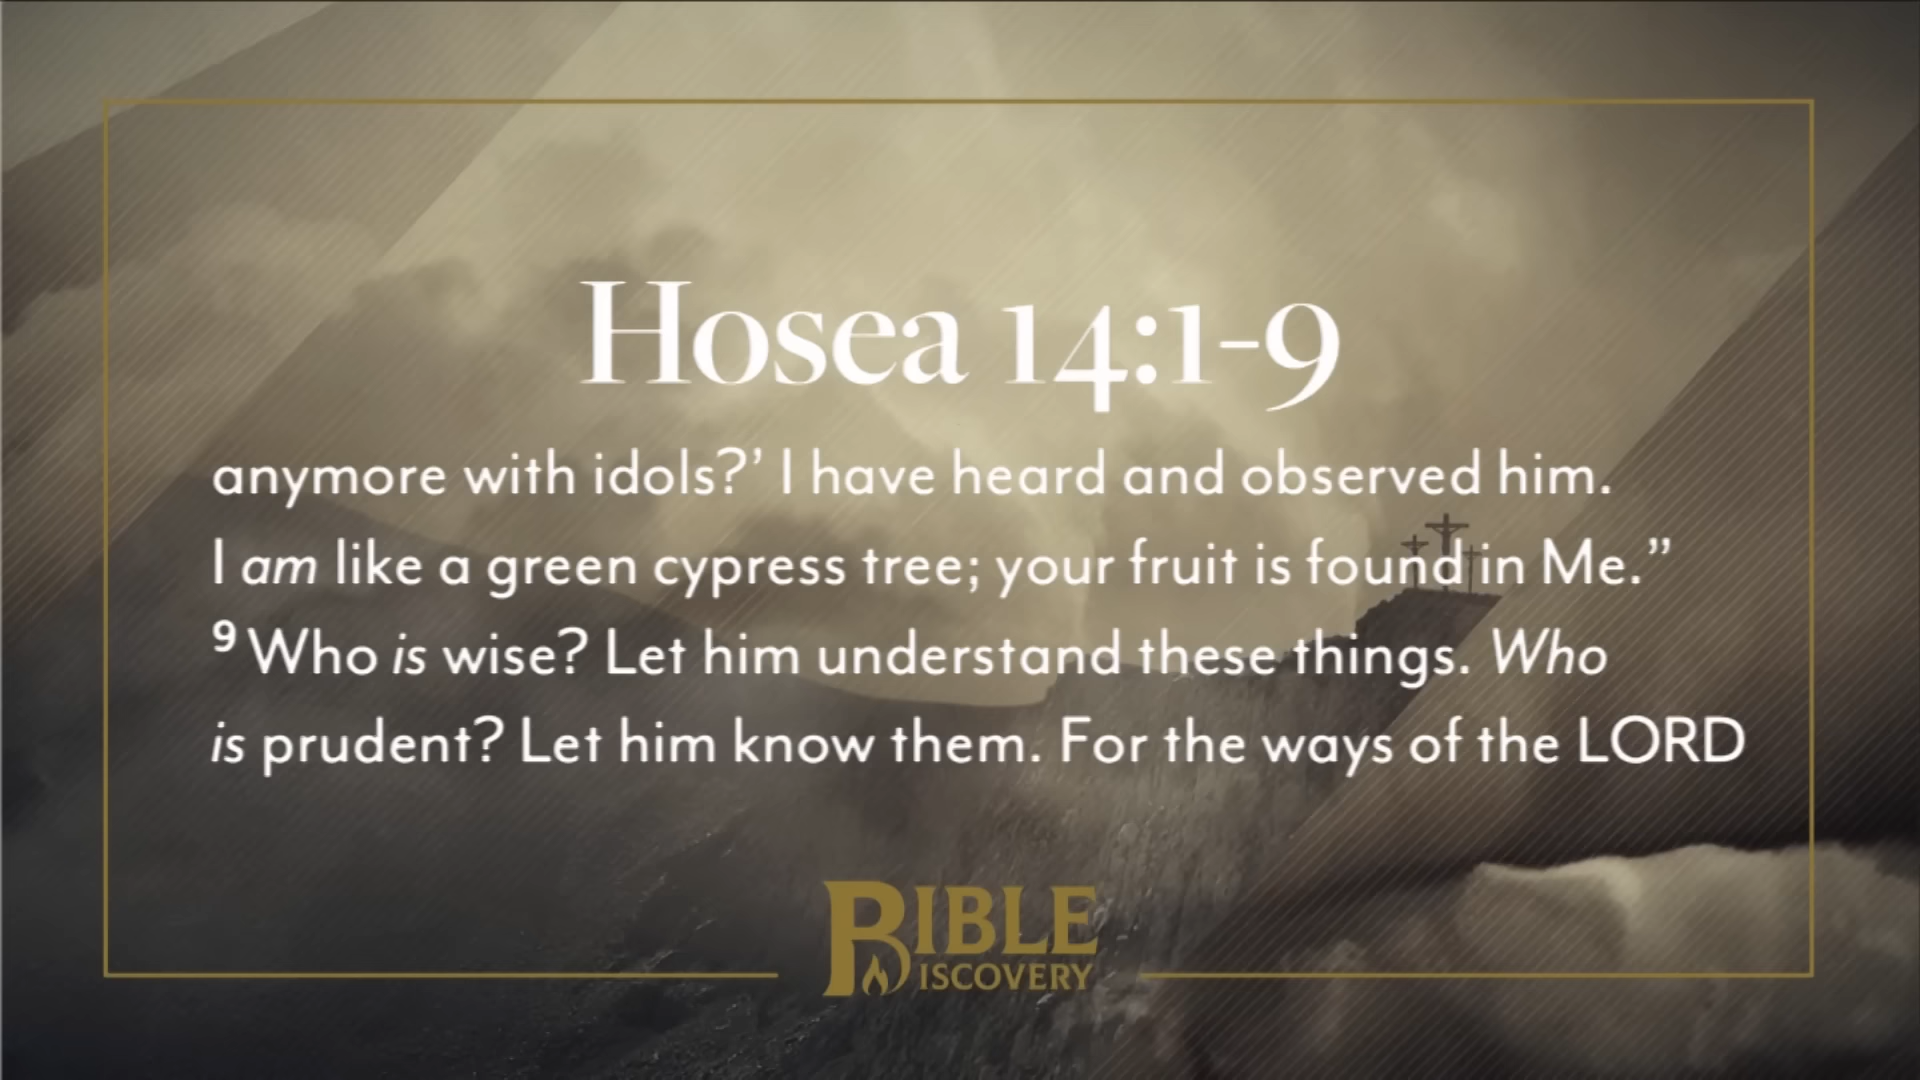 Hosea 14:1-9
anymore with idols?’ I have heard and observed him.
I am like a green cypress tree; your fruit is found in Me.”
9 Who is wise? Let him understand these things. Who
is prudent? Let him know them. For the ways of the LORD
BIBLE
DISCOVERY